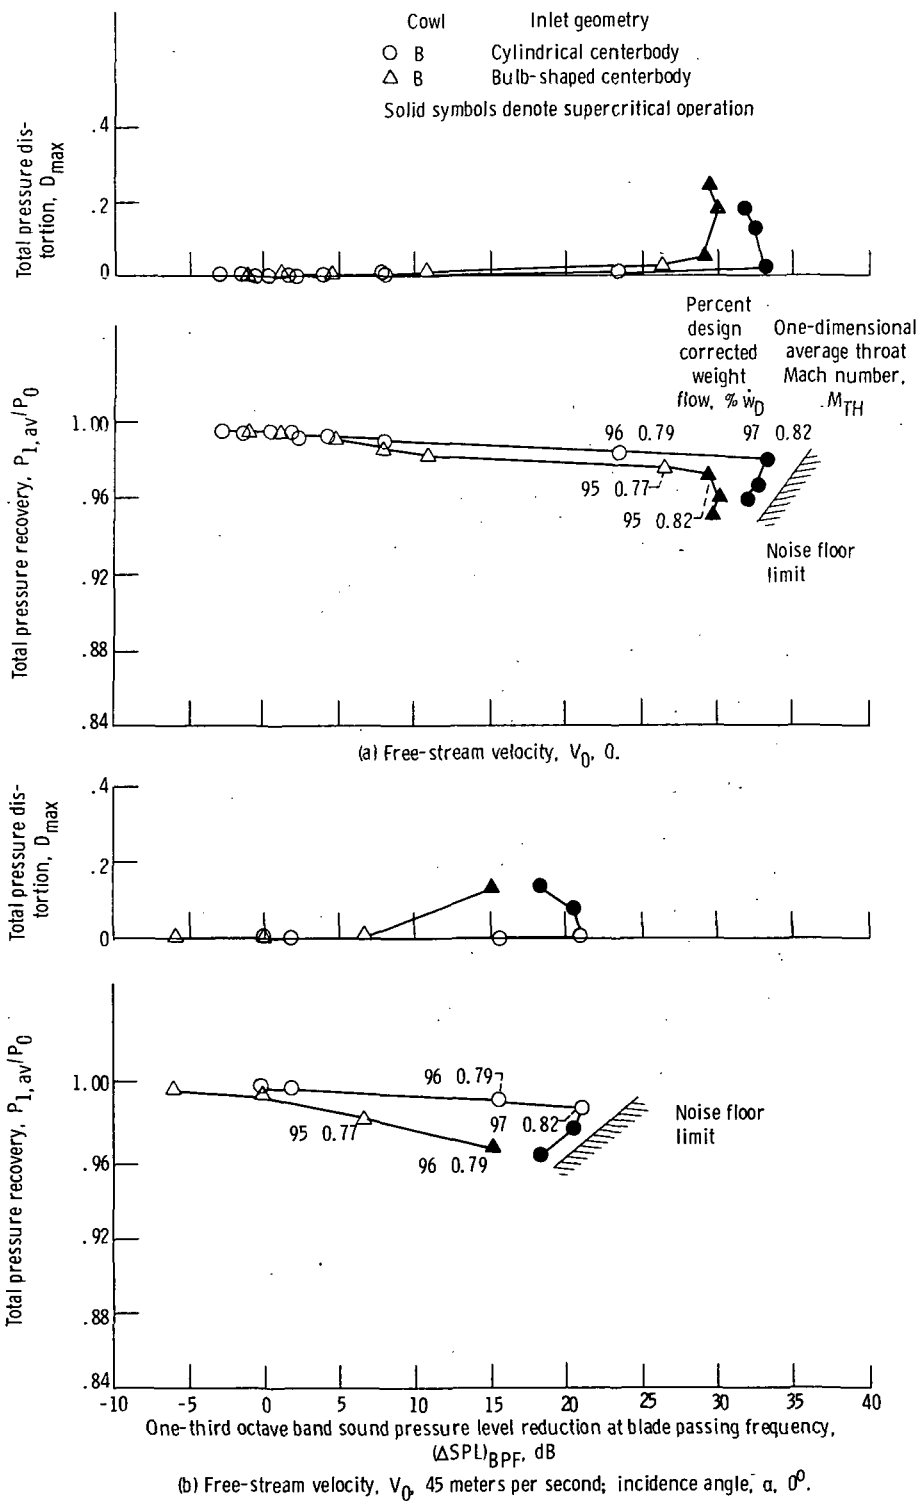 Cowl Inlet geometry
B Cylindrical centerbody
B Bulb-shaped centerbody
Solid symbols denote supercritical operation
Total pressure dis-
tortion, Dmax
.4
.2
0
Percent
design
corrected
weight
flow, % ẇD
One-dimensional
average throat
Mach number,
MTH
Total pressure recovery, P1, av/P0
1.00
.96
.92
.88
.84
96 0.79
97 0.82
95 0.77
95 0.82
Noise floor
limit
(a) Free-stream velocity, V0, 0.
Total pressure dis-
tortion, Dmax
.4
.2
0
Total pressure recovery, P1, av/P0
1.00
.96
.92
.88
.84
96 0.79
97 0.82
95 0.77
96 0.79
Noise floor
limit
-10 -5 0 5 10 15 20 25 30 35 40
One-third octave band sound pressure level reduction at blade passing frequency,
(ΔSPL)BPF, dB
(b) Free-stream velocity, V0, 45 meters per second; incidence angle, α, 0°.